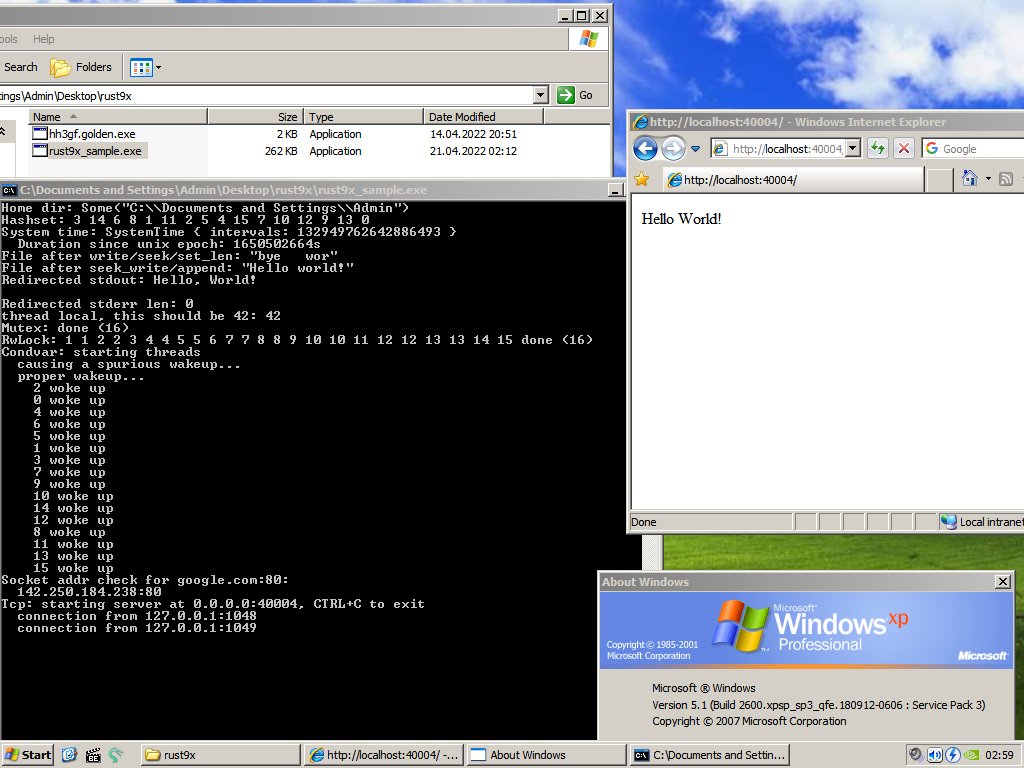 ools Help
Search Folders
tings\Admin\Desktop\rust9x Go
Name Size Type Date Modified
hh3gf.golden.exe 2 KB Application 14.04.2022 20:51
rust9x_sample.exe 262 KB Application 21.04.2022 02:12
C:\Documents and Settings\Admin\Desktop\rust9x\rust9x_sample.exe
Home dir: Some("C:\\Documents and Settings\\Admin")
Hashset: 3 14 6 8 1 11 2 5 4 15 7 10 12 9 13 0
System time: SystemTime { intervals: 132949762642886493 }
Duration since unix epoch: 1650502664s
File after write/seek/set_len: "bye   wor"
File after seek_write/append: "Hello world!"
Redirected stdout: Hello, World!
Redirected stderr len: 0
thread local, this should be 42: 42
Mutex: done (16)
RwLock: 1 1 2 2 3 4 4 5 5 6 7 7 8 8 9 10 10 11 12 12 13 13 14 15 done (16)
Condvar: starting threads
causing a spurious wakeup...
proper wakeup...
2 woke up
0 woke up
4 woke up
6 woke up
5 woke up
1 woke up
3 woke up
7 woke up
9 woke up
10 woke up
14 woke up
12 woke up
8 woke up
11 woke up
13 woke up
15 woke up
Socket addr check for google.com:80:
142.250.184.238:80
Tcp: starting server at 0.0.0.0:40004, CTRL+C to exit
connection from 127.0.0.1:1048
connection from 127.0.0.1:1049
http://localhost:40004/ - Windows Internet Explorer
http://localhost:40004 Google
http://localhost:40004/
Hello World!
Done Local intranet
About Windows
Copyright © 1985-2001
Microsoft Corporation
Microsoft
Windows xp
Professional
Microsoft
Microsoft ® Windows
Version 5.1 (Build 2600.xpsp_sp3_qfe.180912-0606 : Service Pack 3)
Copyright © 2007 Microsoft Corporation
Start rust9x http://localhost:40004/ -... About Windows C:\Documents and Settin... 02:59